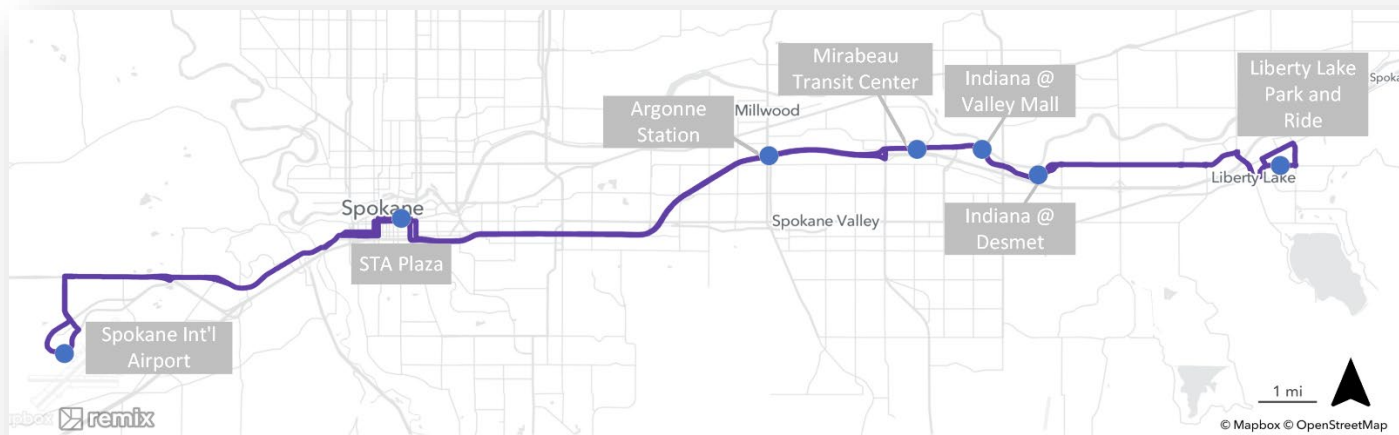 Mirabeau
Transit Center
Indiana @
Valley Mall
Liberty Lake
Park and
Ride
Argonne
Station
Millwood
Spokane
Liberty Lake
Spokane Valley
Indiana @
Desmet
STA Plaza
Spokane Int'l
Airport
1 mi
remix
© Mapbox © OpenStreetMap